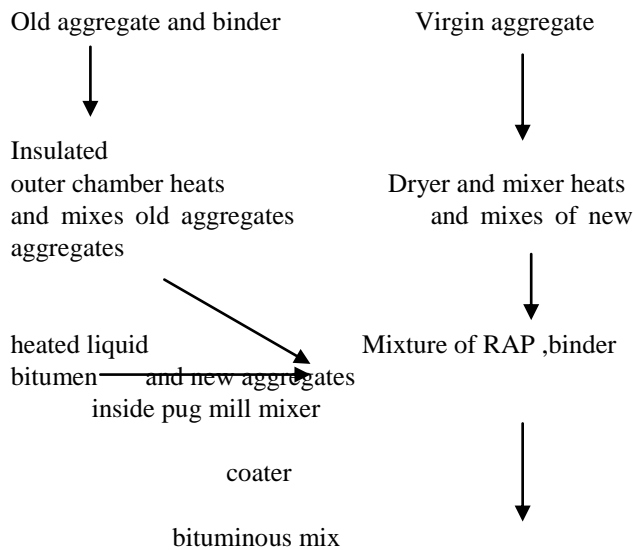 Old aggregate and binder Virgin aggregate
Insulated
outer chamber heats Dryer and mixer heats
and mixes old aggregates and mixes of new
aggregates
heated liquid Mixture of RAP ,binder
bitumen and new aggregates
inside pug mill mixer
coater
bituminous mix